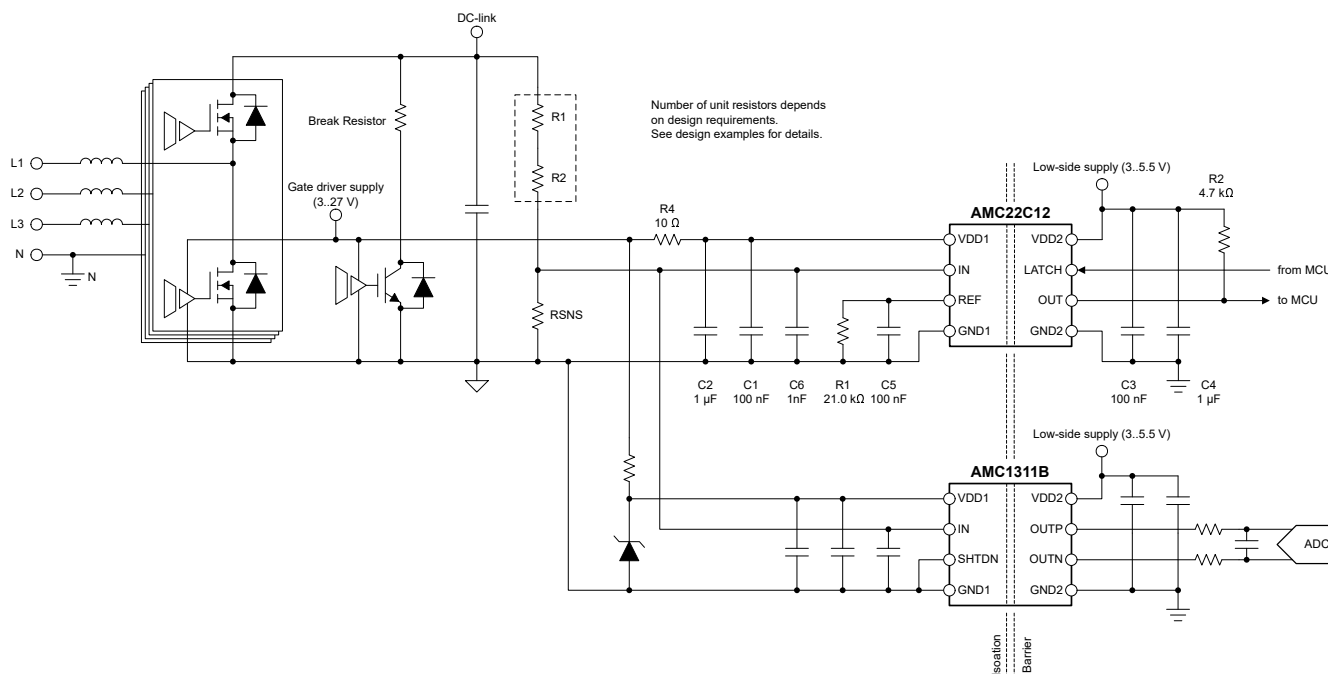 DC-link
Number of unit resistors depends
on design requirements.
See design examples for details.
Break Resistor
R1
R2
L1
L2
L3
N
N
Gate driver supply
(3..27 V)
RSNS
R4
10 Ω
C2
1 µF
C1
100 nF
C6
1nF
R1
21.0 kΩ
C5
100 nF
Low-side supply (3..5.5 V)
R2
4.7 kΩ
AMC22C12
VDD1
IN
REF
GND1
VDD2
LATCH
OUT
GND2
from MCU
to MCU
C3
100 nF
C4
1 µF
Low-side supply (3..5.5 V)
AMC1311B
VDD1
IN
SHTDN
GND1
VDD2
OUTP
OUTN
GND2
ADC
Isoation
Barrier